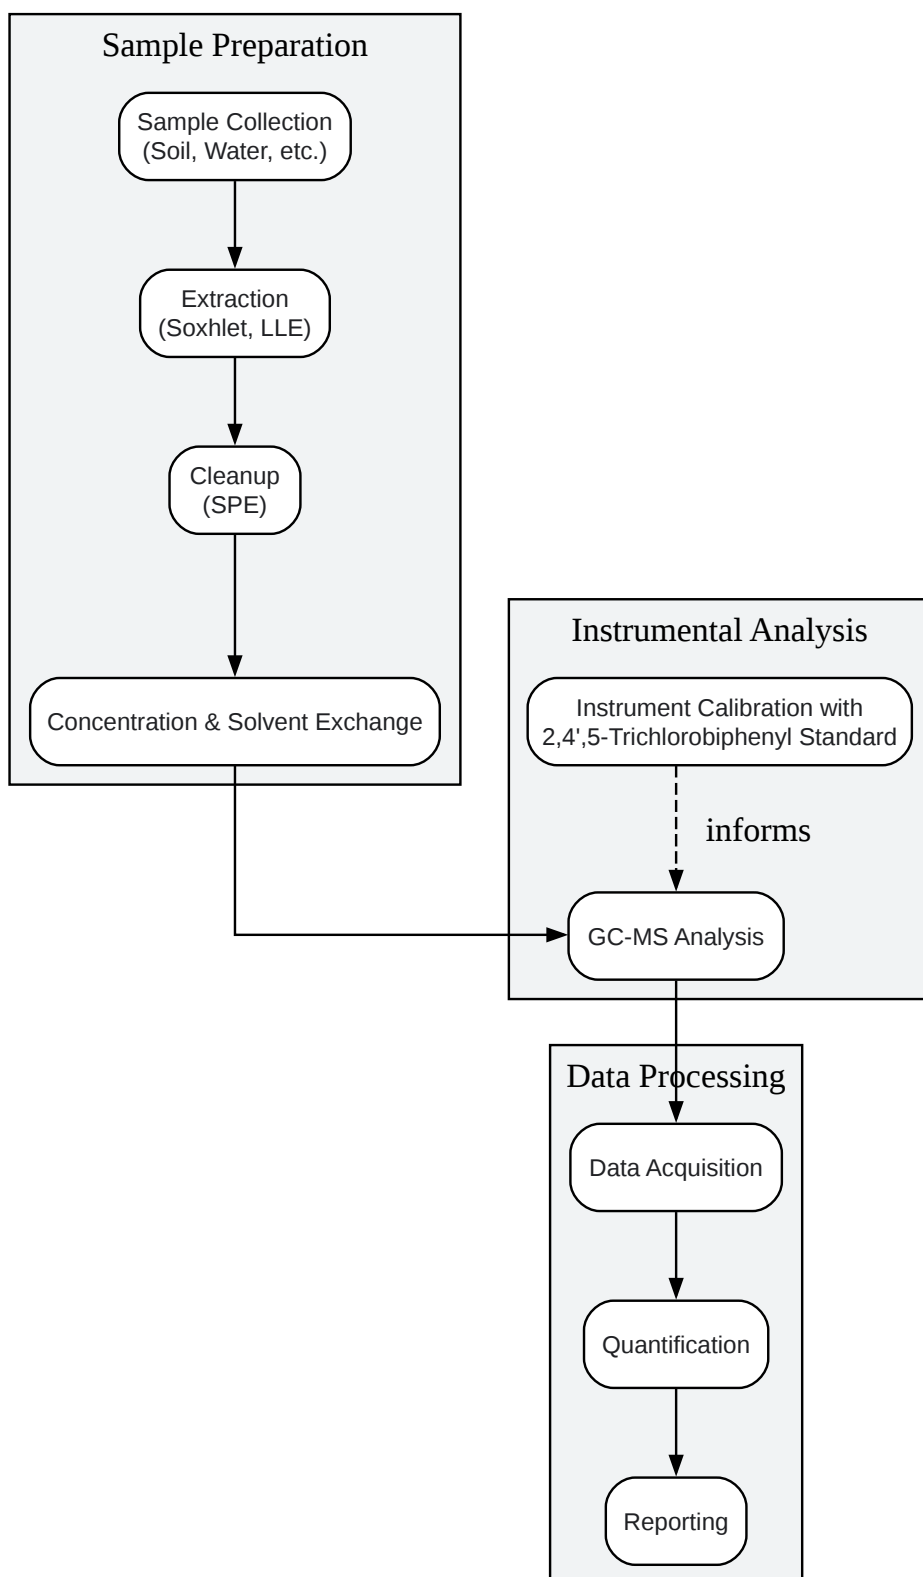 Sample Preparation
Sample Collection
(Soil, Water, etc.)
Extraction
(Soxhlet, LLE)
Cleanup
(SPE)
Concentration & Solvent Exchange
Instrumental Analysis
Instrument Calibration with
2,4',5-Trichlorobiphenyl Standard
informs
GC-MS Analysis
Data Processing
Data Acquisition
Quantification
Reporting